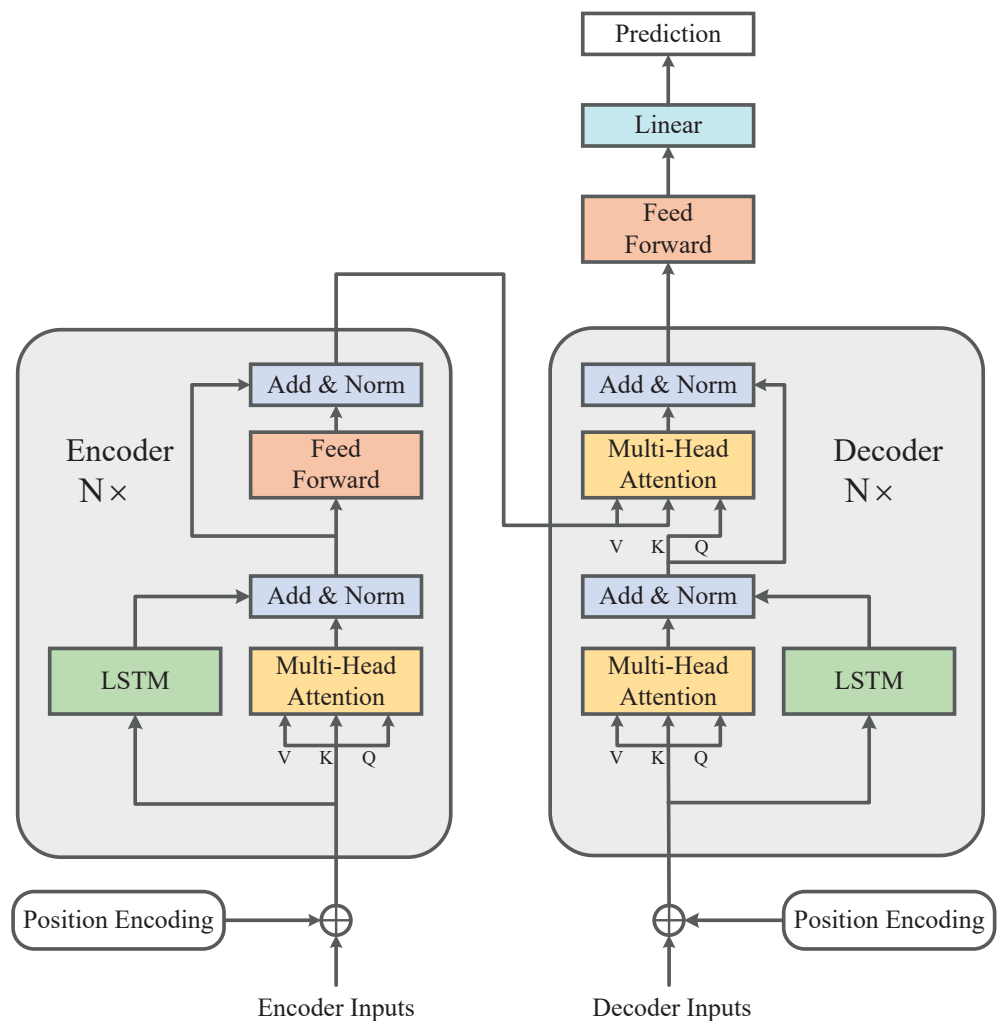 Prediction
Linear
Feed
Forward
Add & Norm
Feed
Forward
Encoder
N×
Add & Norm
LSTM
Multi-Head
Attention
V K Q
Position Encoding
Encoder Inputs
Add & Norm
Multi-Head
Attention
Decoder
N×
V K Q
Add & Norm
Multi-Head
Attention
LSTM
V K Q
Position Encoding
Decoder Inputs